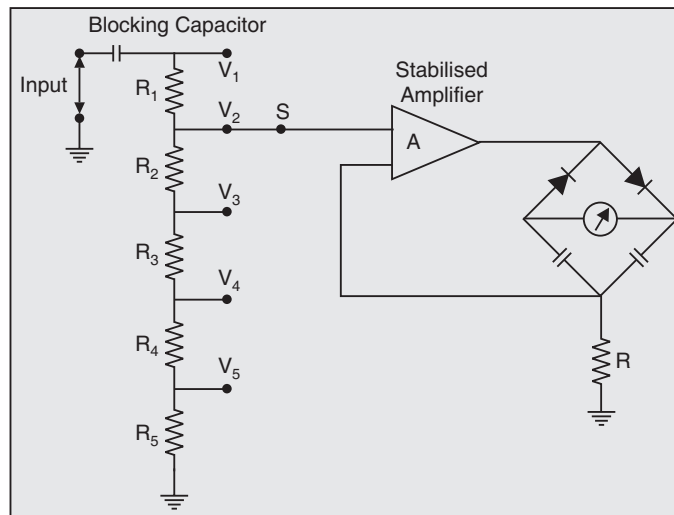 Blocking Capacitor
Input
R1
V1
V2
S
Stabilised
Amplifier
A
R2
V3
R3
V4
R4
V5
R5
R